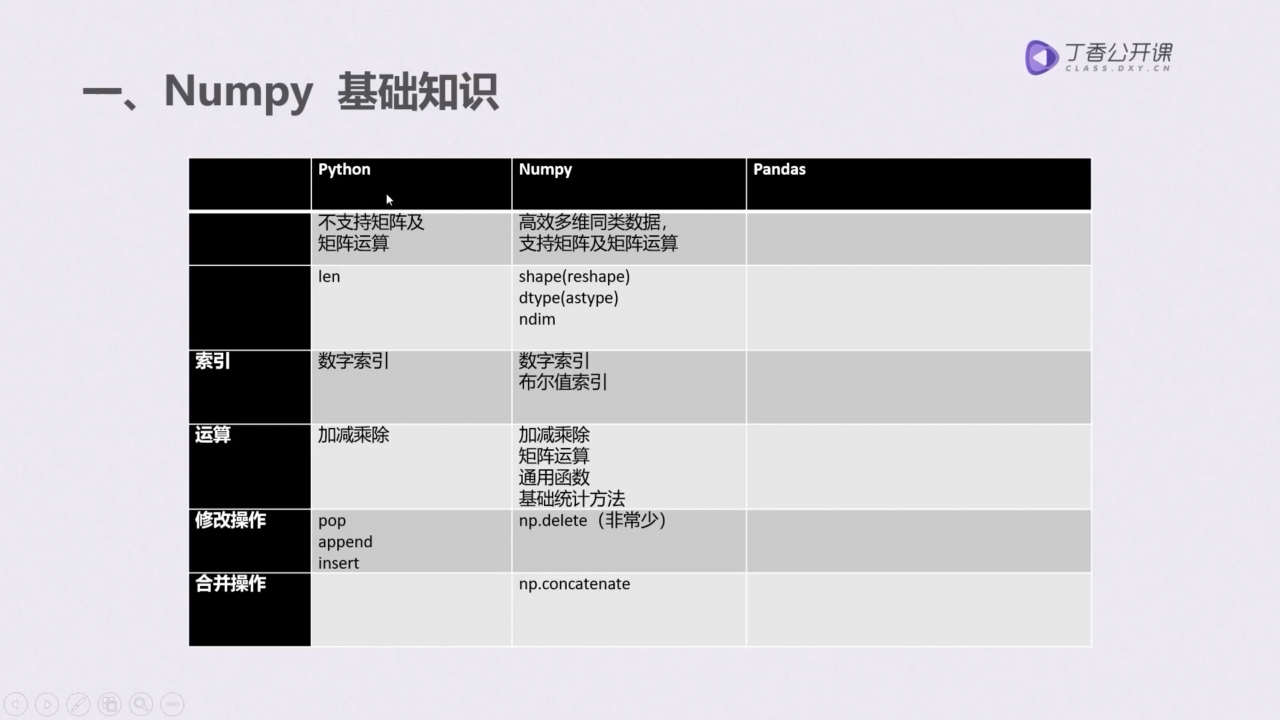 丁香公开课
CLASS.DXY.CN
一、Numpy 基础知识
Python
Numpy
Pandas
不支持矩阵及
矩阵运算
高效多维同类数据，
支持矩阵及矩阵运算
len
shape(reshape)
dtype(astype)
ndim
索引
数字索引
数字索引
布尔值索引
运算
加减乘除
加减乘除
矩阵运算
通用函数
基础统计方法
修改操作
pop
append
insert
np.delete（非常少）
合并操作
np.concatenate